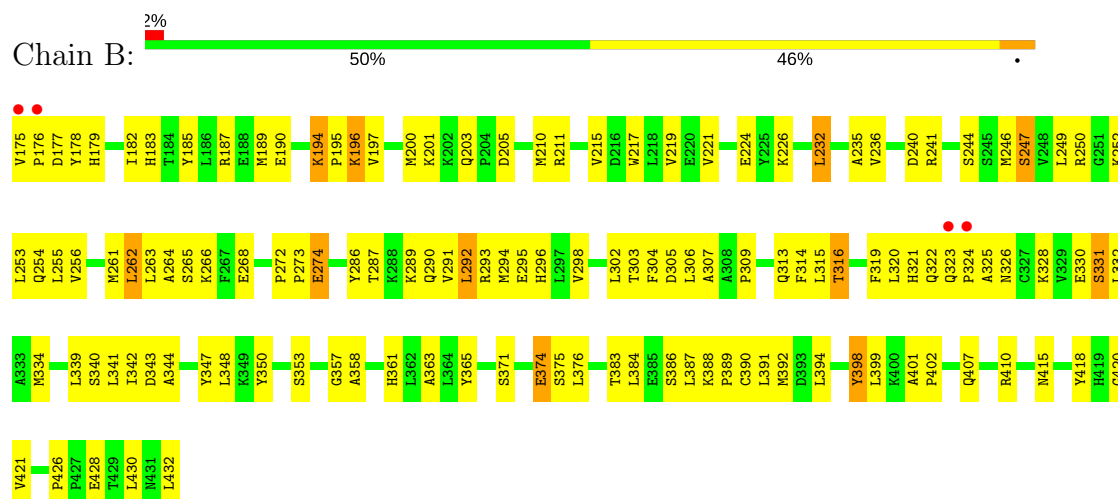 2%
Chain B:
50% 46% •
V175 P176 D177 Y178 H179 I182 H183 T184 Y185 L186 R187 E188 M189 E190 K194 P195 K196 V197 M200 K201 K202 Q203 P204 D205 M210 R211 V215 D216 W217 L218 V219 E220 V221 E224 Y225 K226 L232 A235 V236 D240 R241 S244 S245 M246 S247 V248 L249 R250 G251
L253 Q254 L255 V256 M261 L262 L263 A264 S265 K266 F267 E268 P272 P273 E274 Y286 T287 K288 K289 Q290 V291 L292 R293 M294 E295 H296 L297 V298 L302 T303 F304 D305 L306 A307 A308 P309 Q313 F314 L315 T316 F319 L320 H321 Q322 Q323 P324 A325 N326 C327 K328 V329 E330 S331 L332
A333 M334 L339 S340 L341 I342 D343 A344 Y347 L348 K349 Y350 S353 G357 A358 H361 L362 A363 L364 Y365 S371 E374 S375 L376 T383 L384 E385 S386 L387 K388 P389 C390 L391 M392 D393 L394 Y398 L399 K400 A401 P402 Q407 R410 N415 Y418 H419
V421 P426 P427 E428 T429 L430 N431 L432